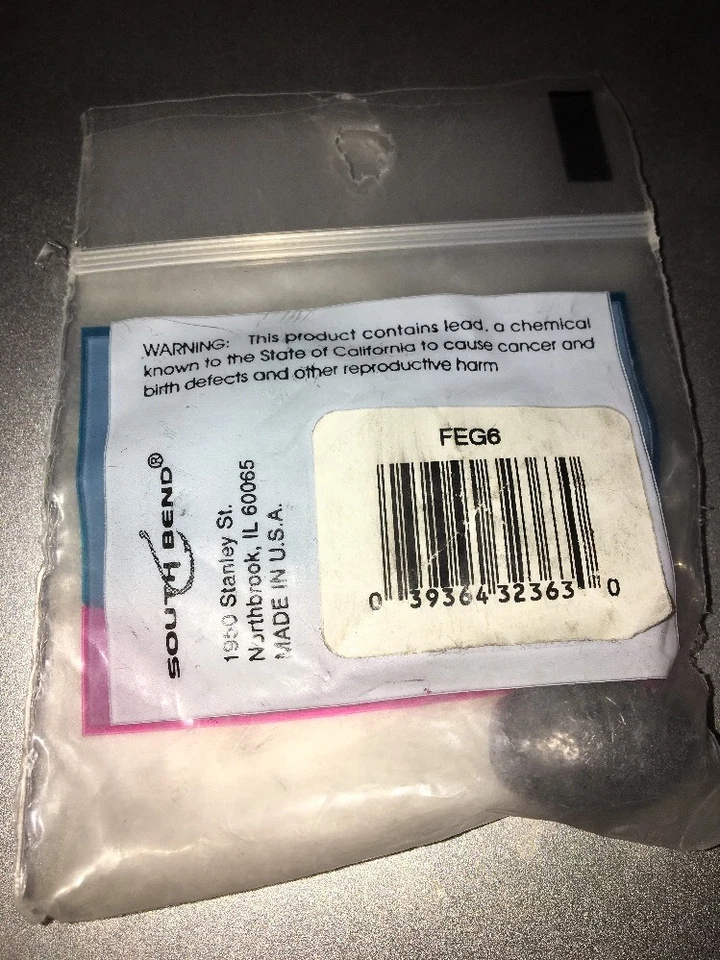 WARNING: This product contains lead, a chemical
known to the State of California to cause cancer and
birth defects and other reproductive harm
FEG6
0 39364 32363 0
SOUTH BEND®
Stanley St.
Northbrook, IL 60065
MADE IN U.S.A.